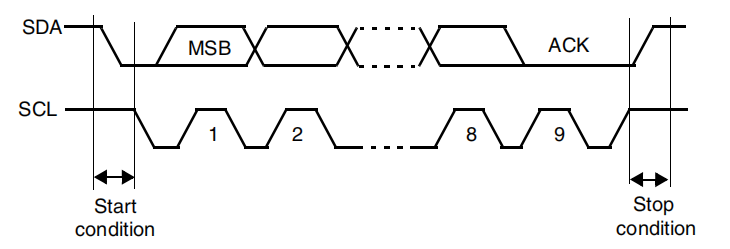 SDA
MSB
ACK
SCL
1
2
8
9
Start
condition
Stop
condition